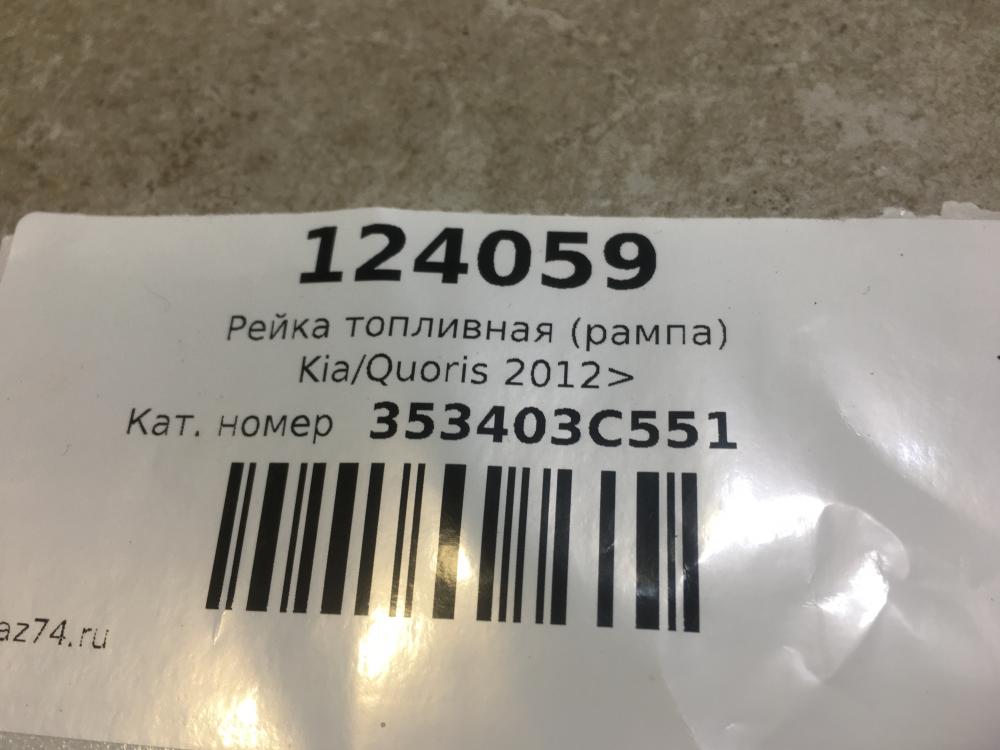 124059
Рейка топливная (рампа)
Kia/Quoris 2012>
Кат. номер 353403C551
az74.ru